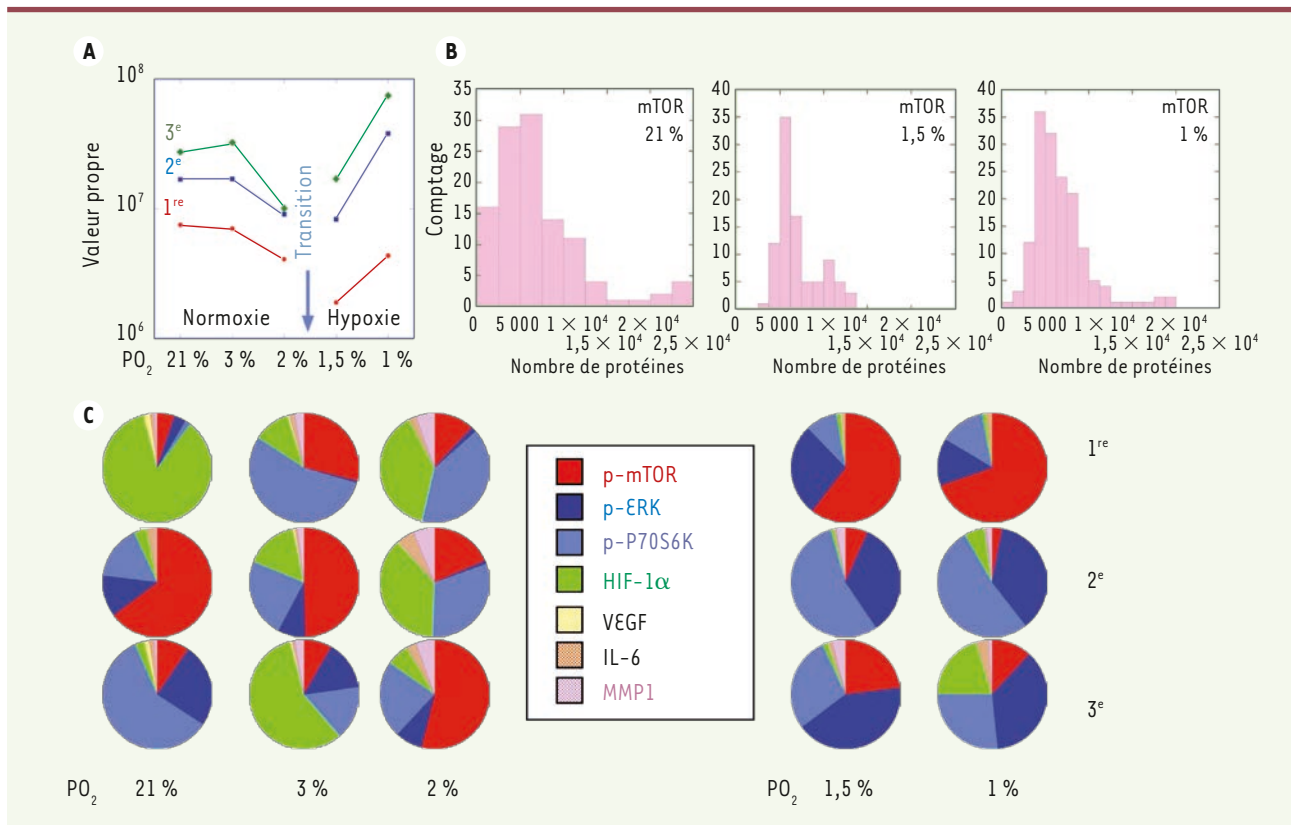 A
Valeur propre
10⁸
10⁷
10⁶
3ᵉ
2ᵉ
1ʳᵉ
Transition
Normoxie
Hypoxie
PO₂ 21 % 3 % 2 % 1,5 % 1 %
B
Comptage
35
30
25
20
15
10
5
0
mTOR
21 %
0 5 000 1 × 10⁴ 2 × 10⁴
1,5 × 10⁴ 2,5 × 10⁴
Nombre de protéines
40
35
30
25
20
15
10
5
0
mTOR
1,5 %
0 5 000 1 × 10⁴ 2 × 10⁴
1,5 × 10⁴ 2,5 × 10⁴
Nombre de protéines
40
35
30
25
20
15
10
5
0
mTOR
1 %
0 5 000 1 × 10⁴ 2 × 10⁴
1,5 × 10⁴ 2,5 × 10⁴
Nombre de protéines
C
p-mTOR
p-ERK
p-P70S6K
HIF-1α
VEGF
IL-6
MMP1
1ʳᵉ
2ᵉ
3ᵉ
PO₂ 21 % 3 % 2 %
PO₂ 1,5 % 1 %